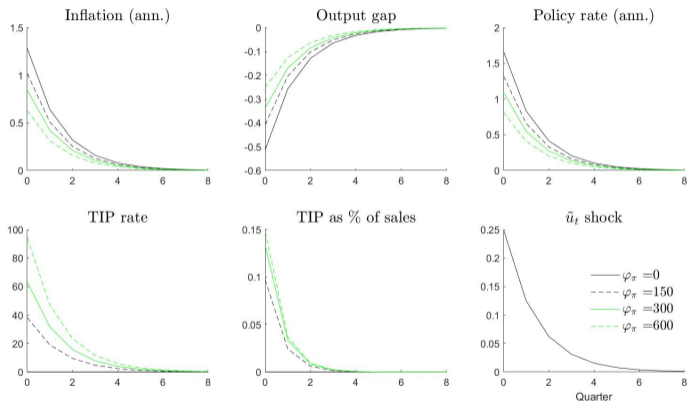 Inflation (ann.)
Output gap
Policy rate (ann.)
1.5
1
0.5
0
0 2 4 6 8
0
-0.1
-0.2
-0.3
-0.4
-0.5
-0.6
0 2 4 6 8
2
1.5
1
0.5
0
0 2 4 6 8
TIP rate
TIP as % of sales
ũt shock
100
80
60
40
20
0
0 2 4 6 8
0.15
0.1
0.05
0
0 2 4 6 8
0.25
0.2
0.15
0.1
0.05
0
0 2 4 6 8
φπ =0
φπ =150
φπ =300
φπ =600
Quarter